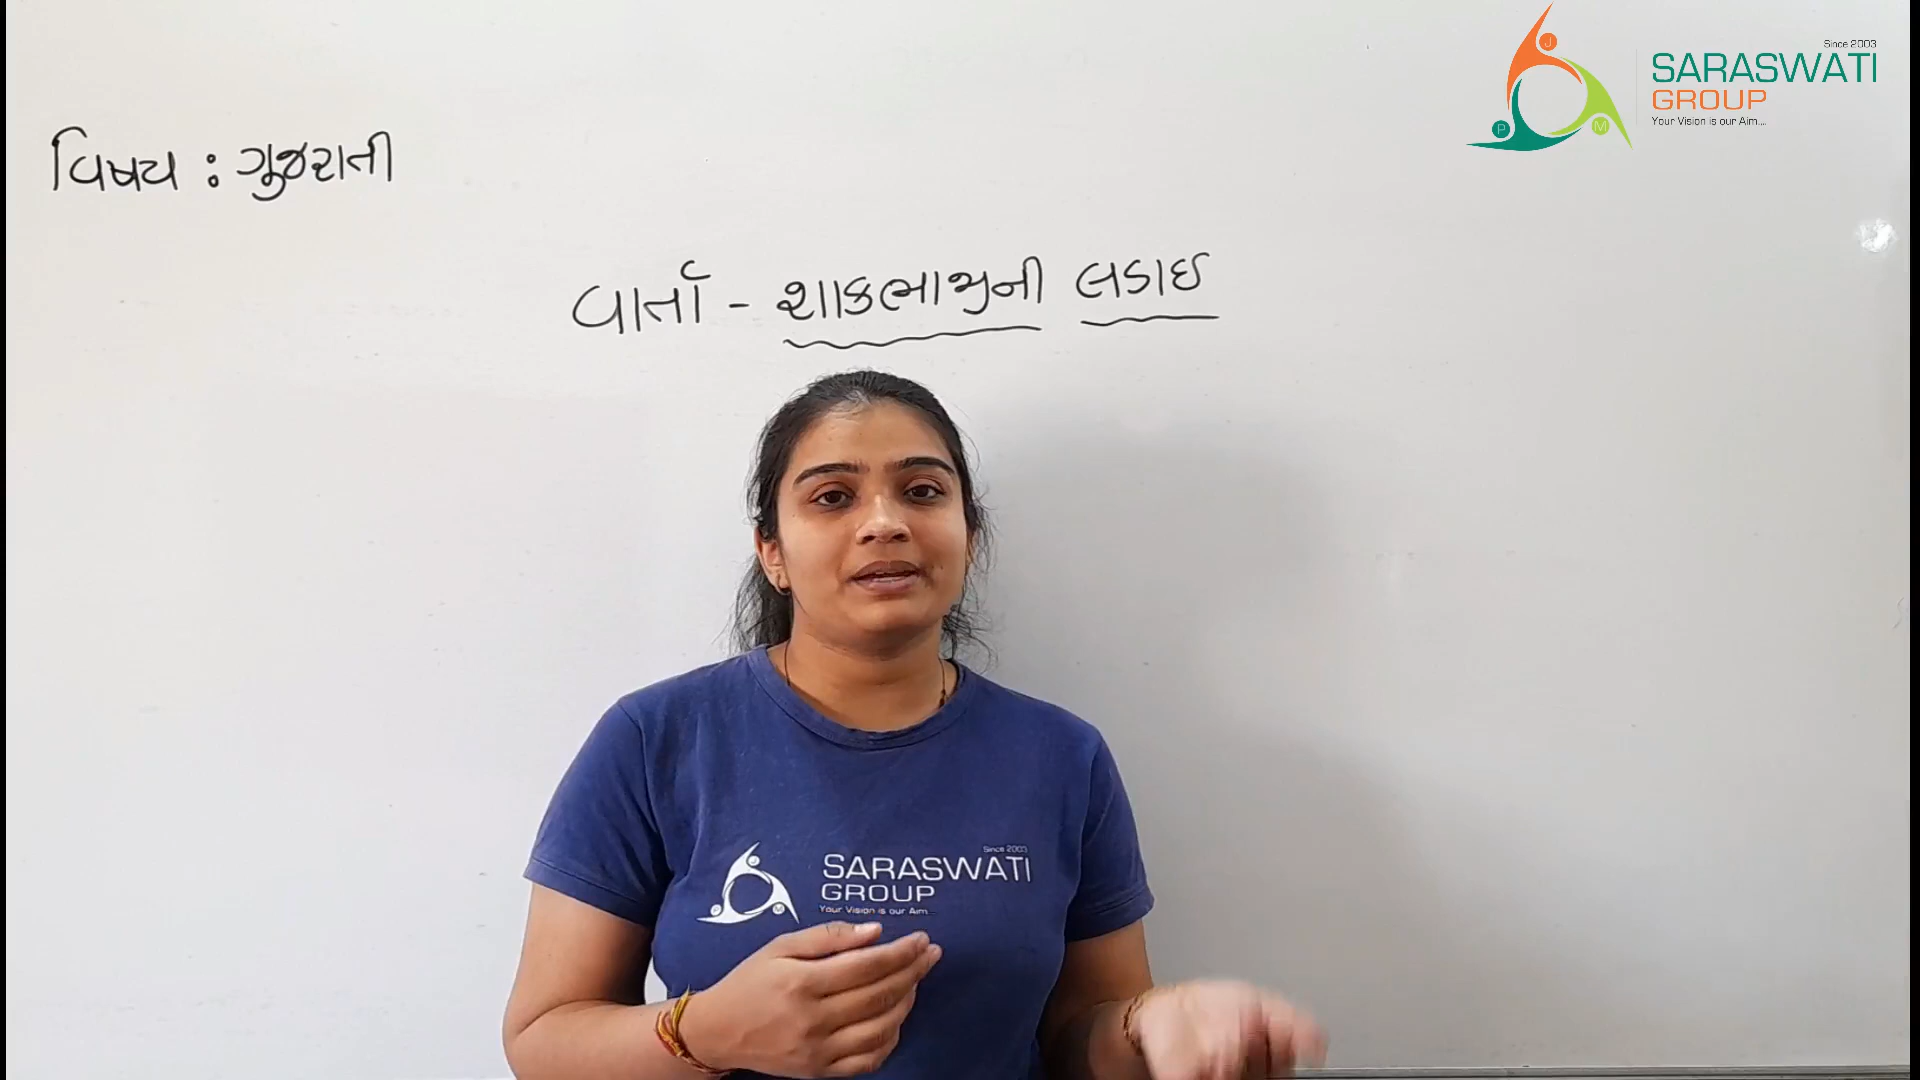 Since 2003
SARASWATI
GROUP
Your Vision is our Aim....
J
P
M
વિષય : ગુજરાતી
વાર્તા - શાકભાજીની લડાઈ
Since 2003
SARASWATI
GROUP
Your Vision is our Aim....